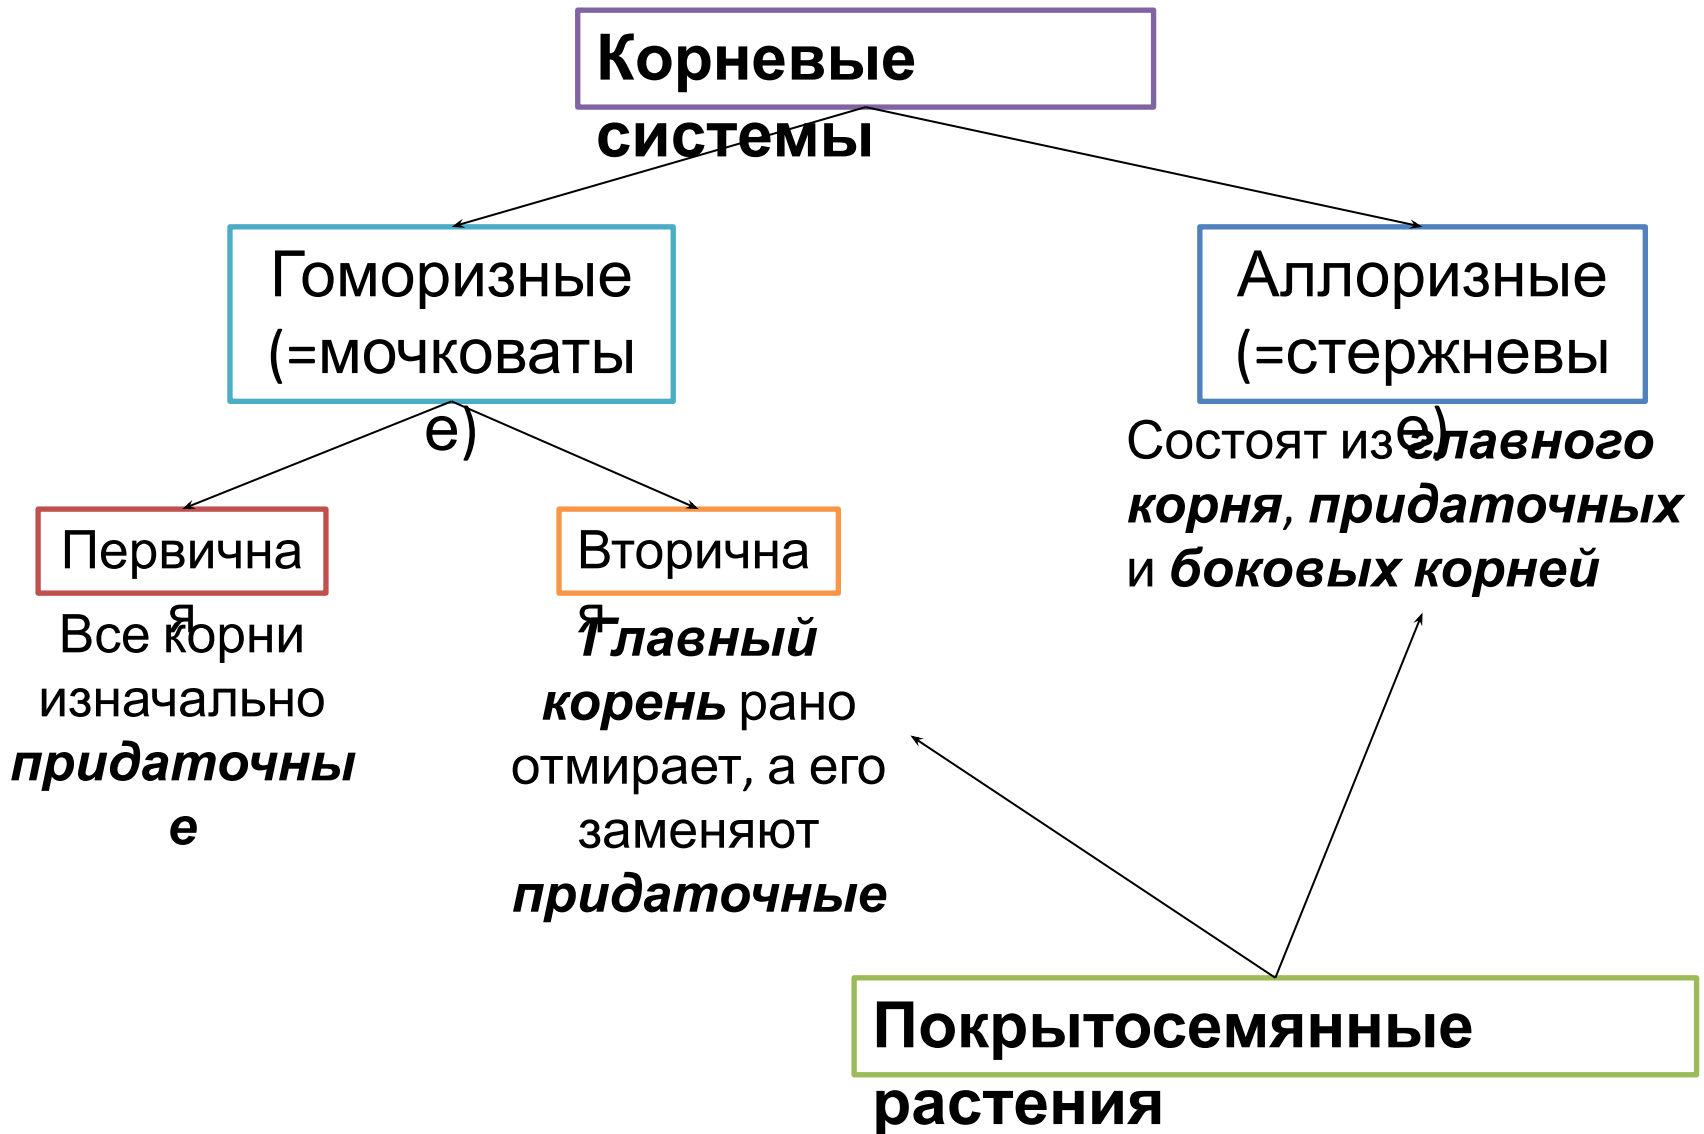 Корневые
системы
Гоморизные
(=мочковаты
е)
Аллоризные
(=стержневы
е)
Состоят из главного
корня, придаточных
и боковых корней
Первична
я
Все корни
изначально
придаточны
е
Вторична
я
Главный
корень рано
отмирает, а его
заменяют
придаточные
Покрытосемянные
растения